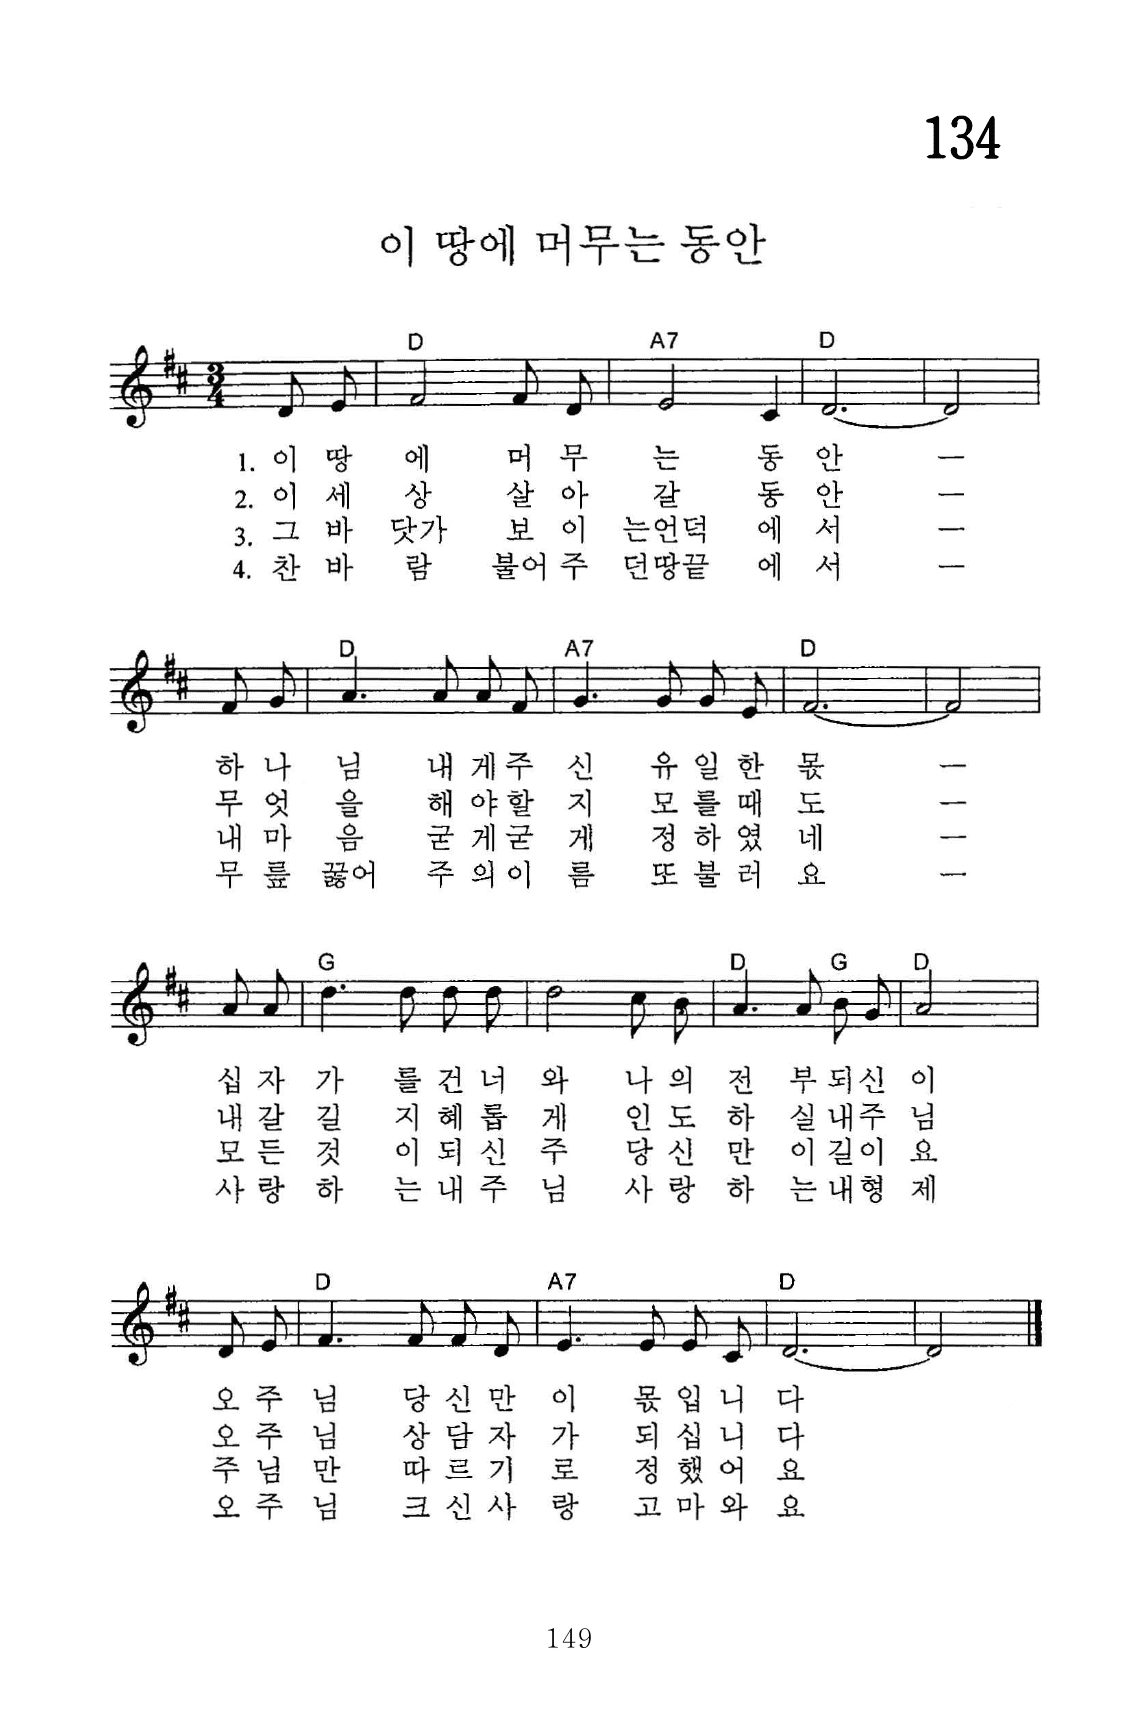 134
이 땅에 머무는 동안
D A7 D
3
4
1. 이 땅 에 머 무 는 동 안 —
2. 이 세 상 살 아 갈 동 안 —
3. 그 바 닷가 보 이 는언덕 에 서 —
4. 찬 바 람 불어 주 던땅끝 에 서 —
D A7 D
하 나 님 내 게 주 신 유 일 한 몫 —
무 엇 을 해 야 할 지 모 를 때 도 —
내 마 음 굳 게 굳 게 정 하 였 네 —
무 릎 꿇어 주 의 이 름 또 불 러 요 —
G D G D
십 자 가 를 건 너 와 나 의 전 부 되 신 이
내 갈 길 지 혜 롭 게 인 도 하 실 내 주 님
모 든 것 이 되 신 주 당 신 만 이 길 이 요
사 랑 하 는 내 주 님 사 랑 하 는 내 형 제
D A7 D
오 주 님 당 신 만 이 몫 입 니 다
오 주 님 상 담 자 가 되 십 니 다
주 님 만 따 르 기 로 정 했 어 요
오 주 님 크 신 사 랑 고 마 와 요
149